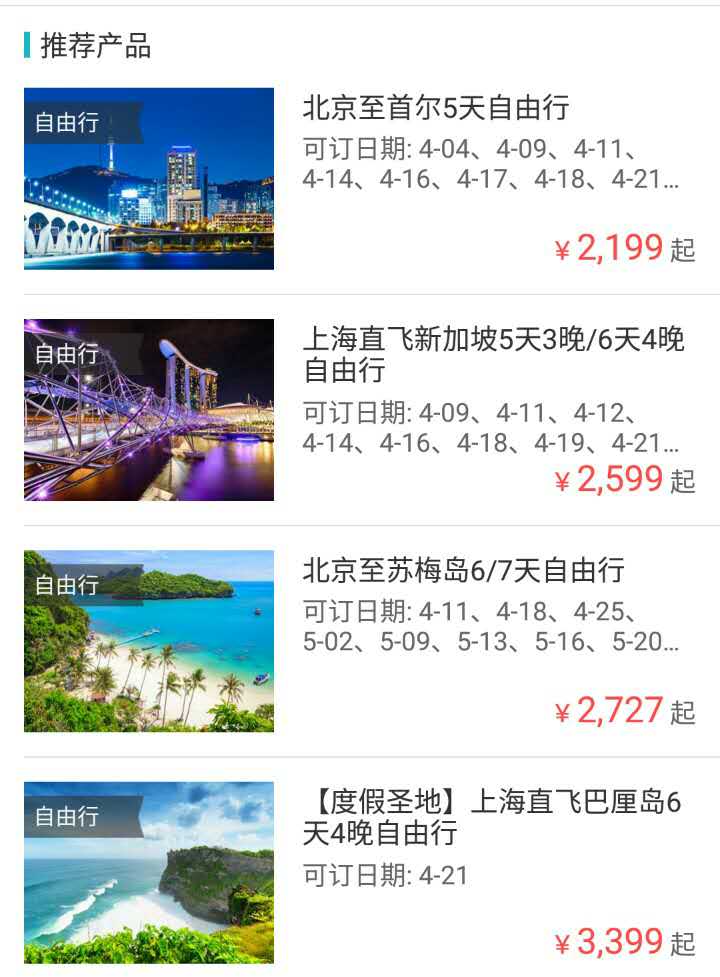 推荐产品
自由行
北京至首尔5天自由行
可订日期: 4-04、4-09、4-11、
4-14、4-16、4-17、4-18、4-21...
¥2,199 起
自由行
上海直飞新加坡5天3晚/6天4晚
自由行
可订日期: 4-09、4-11、4-12、
4-14、4-16、4-18、4-19、4-21...
¥2,599 起
自由行
北京至苏梅岛6/7天自由行
可订日期: 4-11、4-18、4-25、
5-02、5-09、5-13、5-16、5-20...
¥2,727 起
自由行
【度假圣地】上海直飞巴厘岛6
天4晚自由行
可订日期: 4-21
¥3,399 起